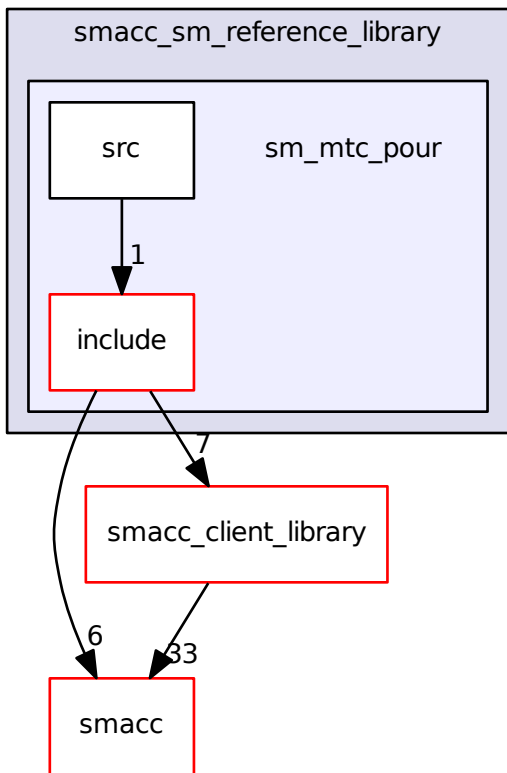 smacc_sm_reference_library
src
sm_mtc_pour
1
include
7
smacc_client_library
6
33
smacc